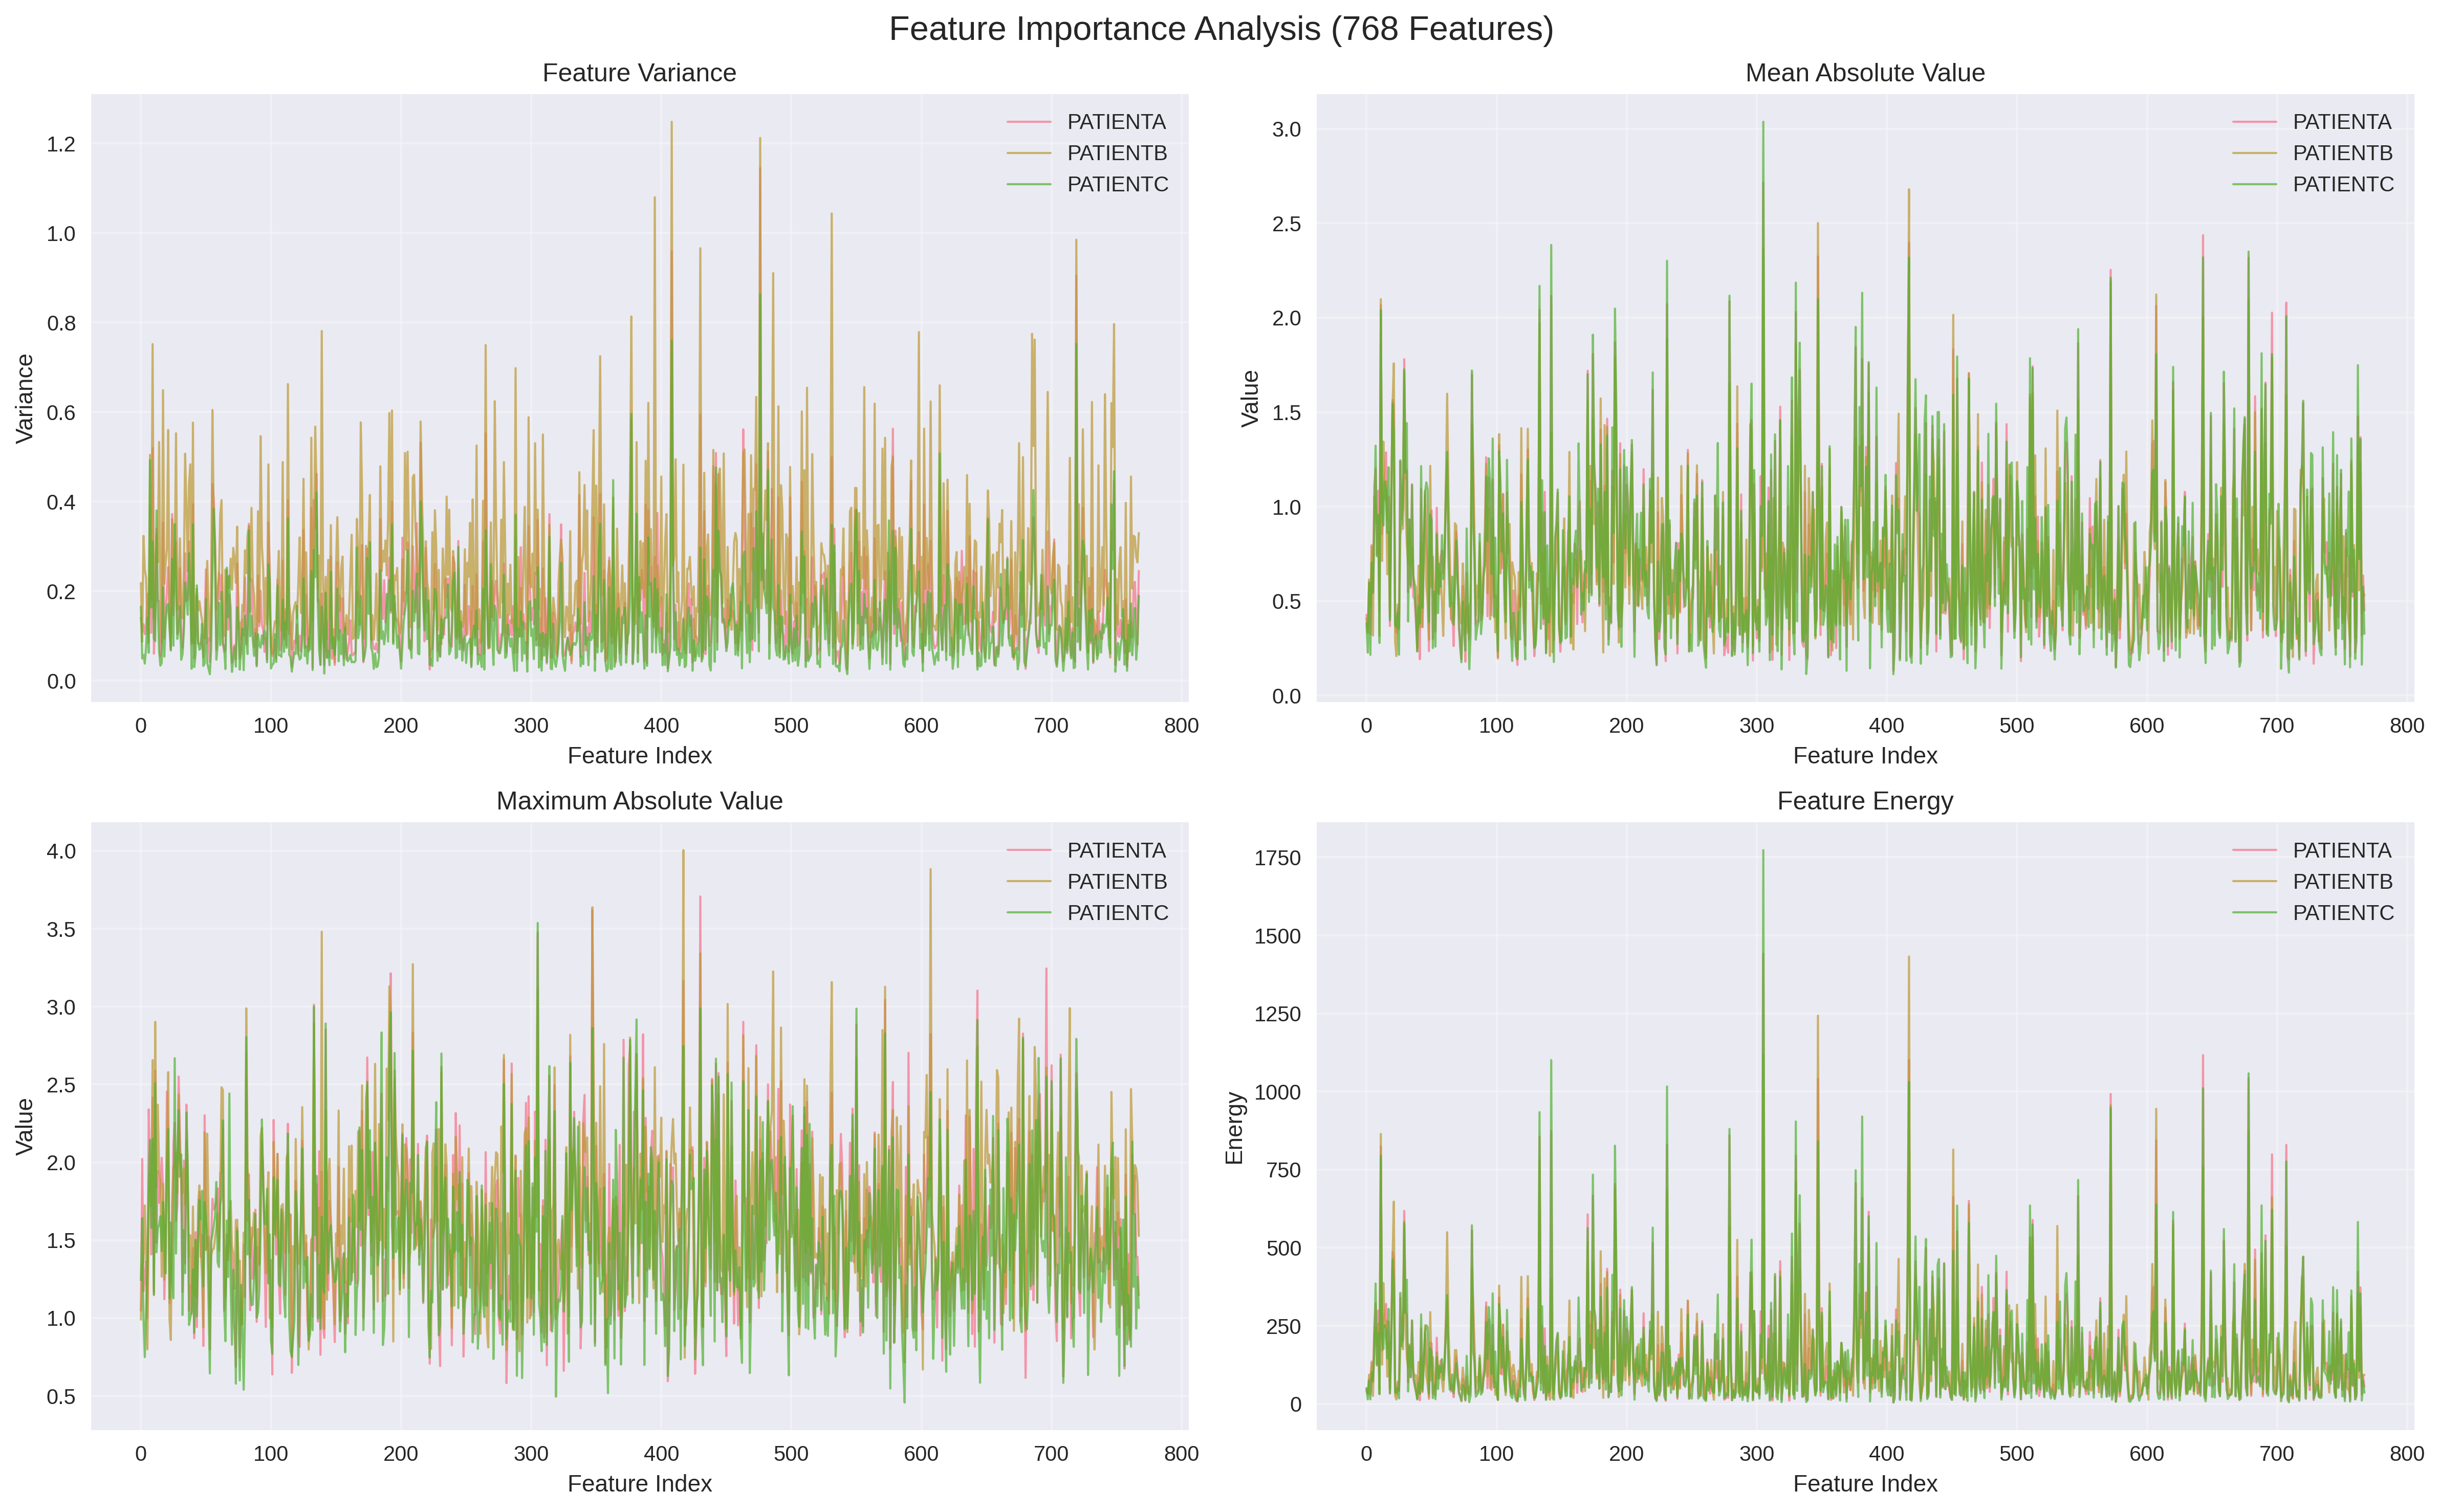 Feature Importance Analysis (768 Features)
Feature Variance
Variance
1.2
1.0
0.8
0.6
0.4
0.2
0.0
PATIENTA
PATIENTB
PATIENTC
0 100 200 300 400 500 600 700 800
Feature Index
Mean Absolute Value
Value
3.0
2.5
2.0
1.5
1.0
0.5
0.0
PATIENTA
PATIENTB
PATIENTC
0 100 200 300 400 500 600 700 800
Feature Index
Maximum Absolute Value
Value
4.0
3.5
3.0
2.5
2.0
1.5
1.0
0.5
PATIENTA
PATIENTB
PATIENTC
0 100 200 300 400 500 600 700 800
Feature Index
Feature Energy
Energy
1750
1500
1250
1000
750
500
250
0
PATIENTA
PATIENTB
PATIENTC
0 100 200 300 400 500 600 700 800
Feature Index